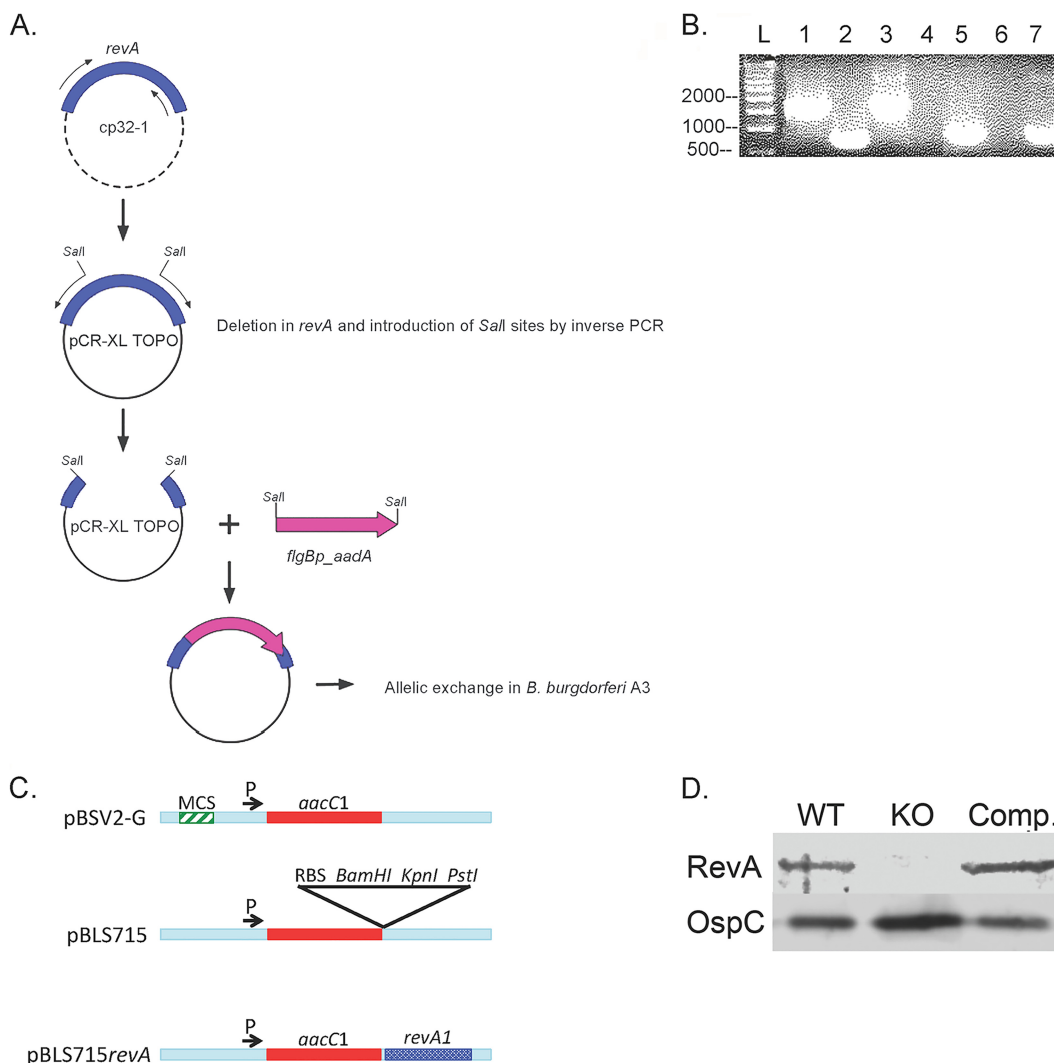 A.
revA
cp32-1
SalI SalI
pCR-XL TOPO
Deletion in revA and introduction of SalI sites by inverse PCR
SalI SalI
pCR-XL TOPO
+
SalI SalI
flgBp_aadA
Allelic exchange in B. burgdorferi A3
B.
L 1 2 3 4 5 6 7
2000--
1000--
500--
C.
P
MCS aacC1
pBSV2-G
RBS BamHI KpnI PstI
P
pBLS715
P
aacC1 revA1
pBLS715revA
D.
WT KO Comp.
RevA
OspC